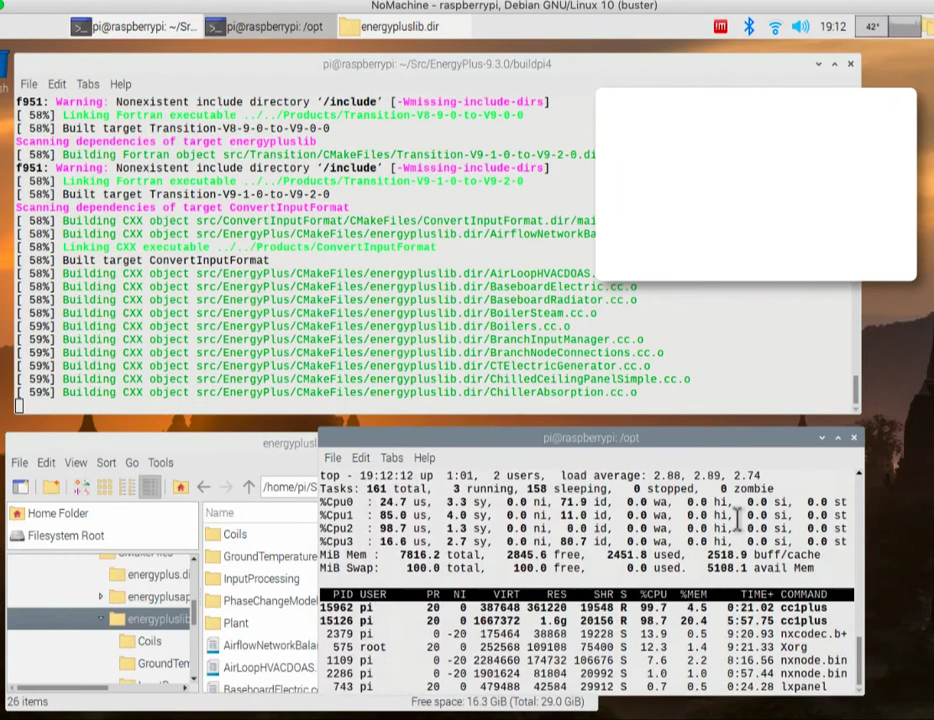 NoMachine - raspberrypi, Debian GNU/Linux 10 (buster)
pi@raspberrypi: ~/Sr... pi@raspberrypi: /opt energypluslib.dir 19:12 42°
pi@raspberrypi: ~/Src/EnergyPlus-9.3.0/buildpi4
File Edit Tabs Help
f951: Warning: Nonexistent include directory '/include' [-Wmissing-include-dirs]
[ 58%] Linking Fortran executable ../../Products/Transition-V8-9-0-to-V9-0-0
[ 58%] Built target Transition-V8-9-0-to-V9-0-0
Scanning dependencies of target energypluslib
[ 58%] Building Fortran object src/Transition/CMakeFiles/Transition-V9-1-0-to-V9-2-0.di
f951: Warning: Nonexistent include directory '/include' [-Wmissing-include-dirs]
[ 58%] Linking Fortran executable ../../Products/Transition-V9-1-0-to-V9-2-0
[ 58%] Built target Transition-V9-1-0-to-V9-2-0
Scanning dependencies of target ConvertInputFormat
[ 58%] Building CXX object src/ConvertInputFormat/CMakeFiles/ConvertInputFormat.dir/mai
[ 58%] Building CXX object src/EnergyPlus/CMakeFiles/energypluslib.dir/AirflowNetworkBa
[ 58%] Linking CXX executable ../../Products/ConvertInputFormat
[ 58%] Built target ConvertInputFormat
[ 58%] Building CXX object src/EnergyPlus/CMakeFiles/energypluslib.dir/AirLoopHVACDOAS.
[ 58%] Building CXX object src/EnergyPlus/CMakeFiles/energypluslib.dir/BaseboardElectric.cc.o
[ 58%] Building CXX object src/EnergyPlus/CMakeFiles/energypluslib.dir/BaseboardRadiator.cc.o
[ 58%] Building CXX object src/EnergyPlus/CMakeFiles/energypluslib.dir/BoilerSteam.cc.o
[ 59%] Building CXX object src/EnergyPlus/CMakeFiles/energypluslib.dir/Boilers.cc.o
[ 59%] Building CXX object src/EnergyPlus/CMakeFiles/energypluslib.dir/BranchInputManager.cc.o
[ 59%] Building CXX object src/EnergyPlus/CMakeFiles/energypluslib.dir/BranchNodeConnections.cc.o
[ 59%] Building CXX object src/EnergyPlus/CMakeFiles/energypluslib.dir/CTElectricGenerator.cc.o
[ 59%] Building CXX object src/EnergyPlus/CMakeFiles/energypluslib.dir/ChilledCeilingPanelSimple.cc.o
[ 59%] Building CXX object src/EnergyPlus/CMakeFiles/energypluslib.dir/ChillerAbsorption.cc.o
energyplusl
File Edit View Sort Go Tools
/home/pi/S
Home Folder
Filesystem Root
energyplus.di
energyplusap
energypluslib
Coils
GroundTem
Name
Coils
GroundTemperature
InputProcessing
PhaseChangeModel
Plant
AirflowNetworkBalan
AirLoopHVACDOAS.
BaseboardElectric.c
26 items
Free space: 16.3 GiB (Total: 29.0 GiB)
pi@raspberrypi: /opt
File Edit Tabs Help
top - 19:12:12 up 1:01, 2 users, load average: 2.88, 2.89, 2.74
Tasks: 161 total, 3 running, 158 sleeping, 0 stopped, 0 zombie
%Cpu0 : 24.7 us, 3.3 sy, 0.0 ni, 71.9 id, 0.0 wa, 0.0 hi, 0.0 si, 0.0 st
%Cpu1 : 85.0 us, 4.0 sy, 0.0 ni, 11.0 id, 0.0 wa, 0.0 hi, 0.0 si, 0.0 st
%Cpu2 : 98.7 us, 1.3 sy, 0.0 ni, 0.0 id, 0.0 wa, 0.0 hi, 0.0 si, 0.0 st
%Cpu3 : 16.6 us, 2.7 sy, 0.0 ni, 80.7 id, 0.0 wa, 0.0 hi, 0.0 si, 0.0 st
MiB Mem : 7816.2 total, 2845.6 free, 2451.8 used, 2518.9 buff/cache
MiB Swap: 100.0 total, 100.0 free, 0.0 used. 5108.1 avail Mem
PID USER PR NI VIRT RES SHR S %CPU %MEM TIME+ COMMAND
15962 pi 20 0 387648 361220 19548 R 99.7 4.5 0:21.02 cc1plus
15126 pi 20 0 1667372 1.6g 20156 R 98.7 20.4 5:57.75 cc1plus
2379 pi 0 -20 175464 38868 19228 S 13.9 0.5 9:20.93 nxcodec.b+
575 root 20 0 252568 109108 75400 S 12.3 1.4 9:21.33 Xorg
1109 pi 0 -20 2284660 174732 106676 S 7.6 2.2 8:16.56 nxnode.bin
2286 pi 0 -20 1901624 81804 20992 S 1.0 1.0 0:57.44 nxnode.bin
743 pi 20 0 479488 42584 29912 S 0.7 0.5 0:24.28 lxpanel